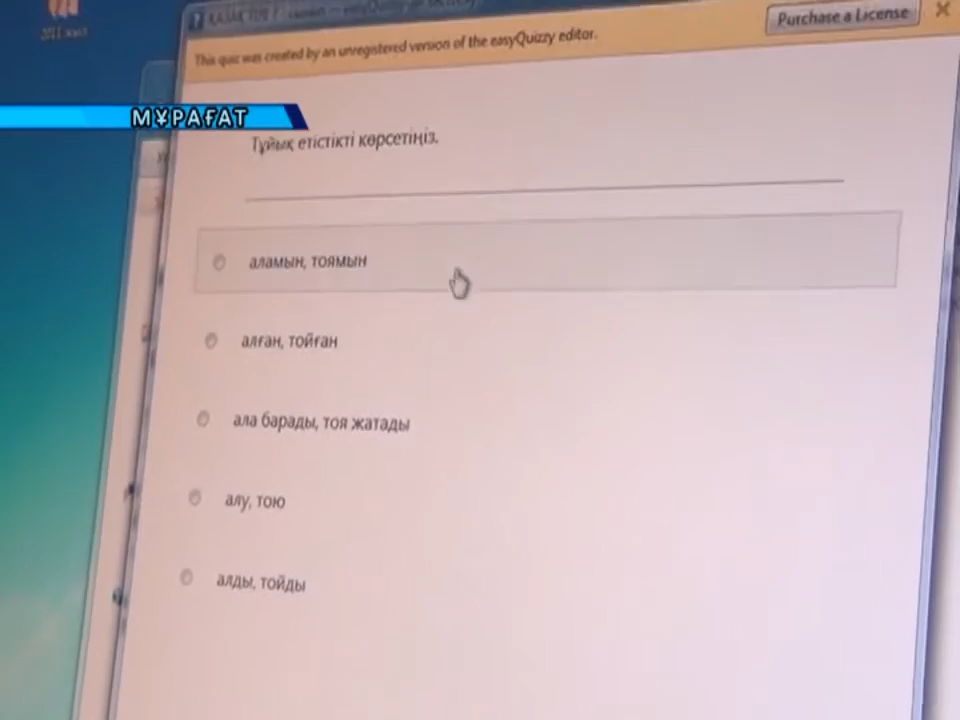 This quiz was created by an unregistered version of the easyQuizzy editor.
Purchase a License
МҰРАҒАТ
Тұйық етістікті көрсетіңіз.
аламын, тоямын
алған, тойған
ала барады, тоя жатады
алу, тою
алды, тойды